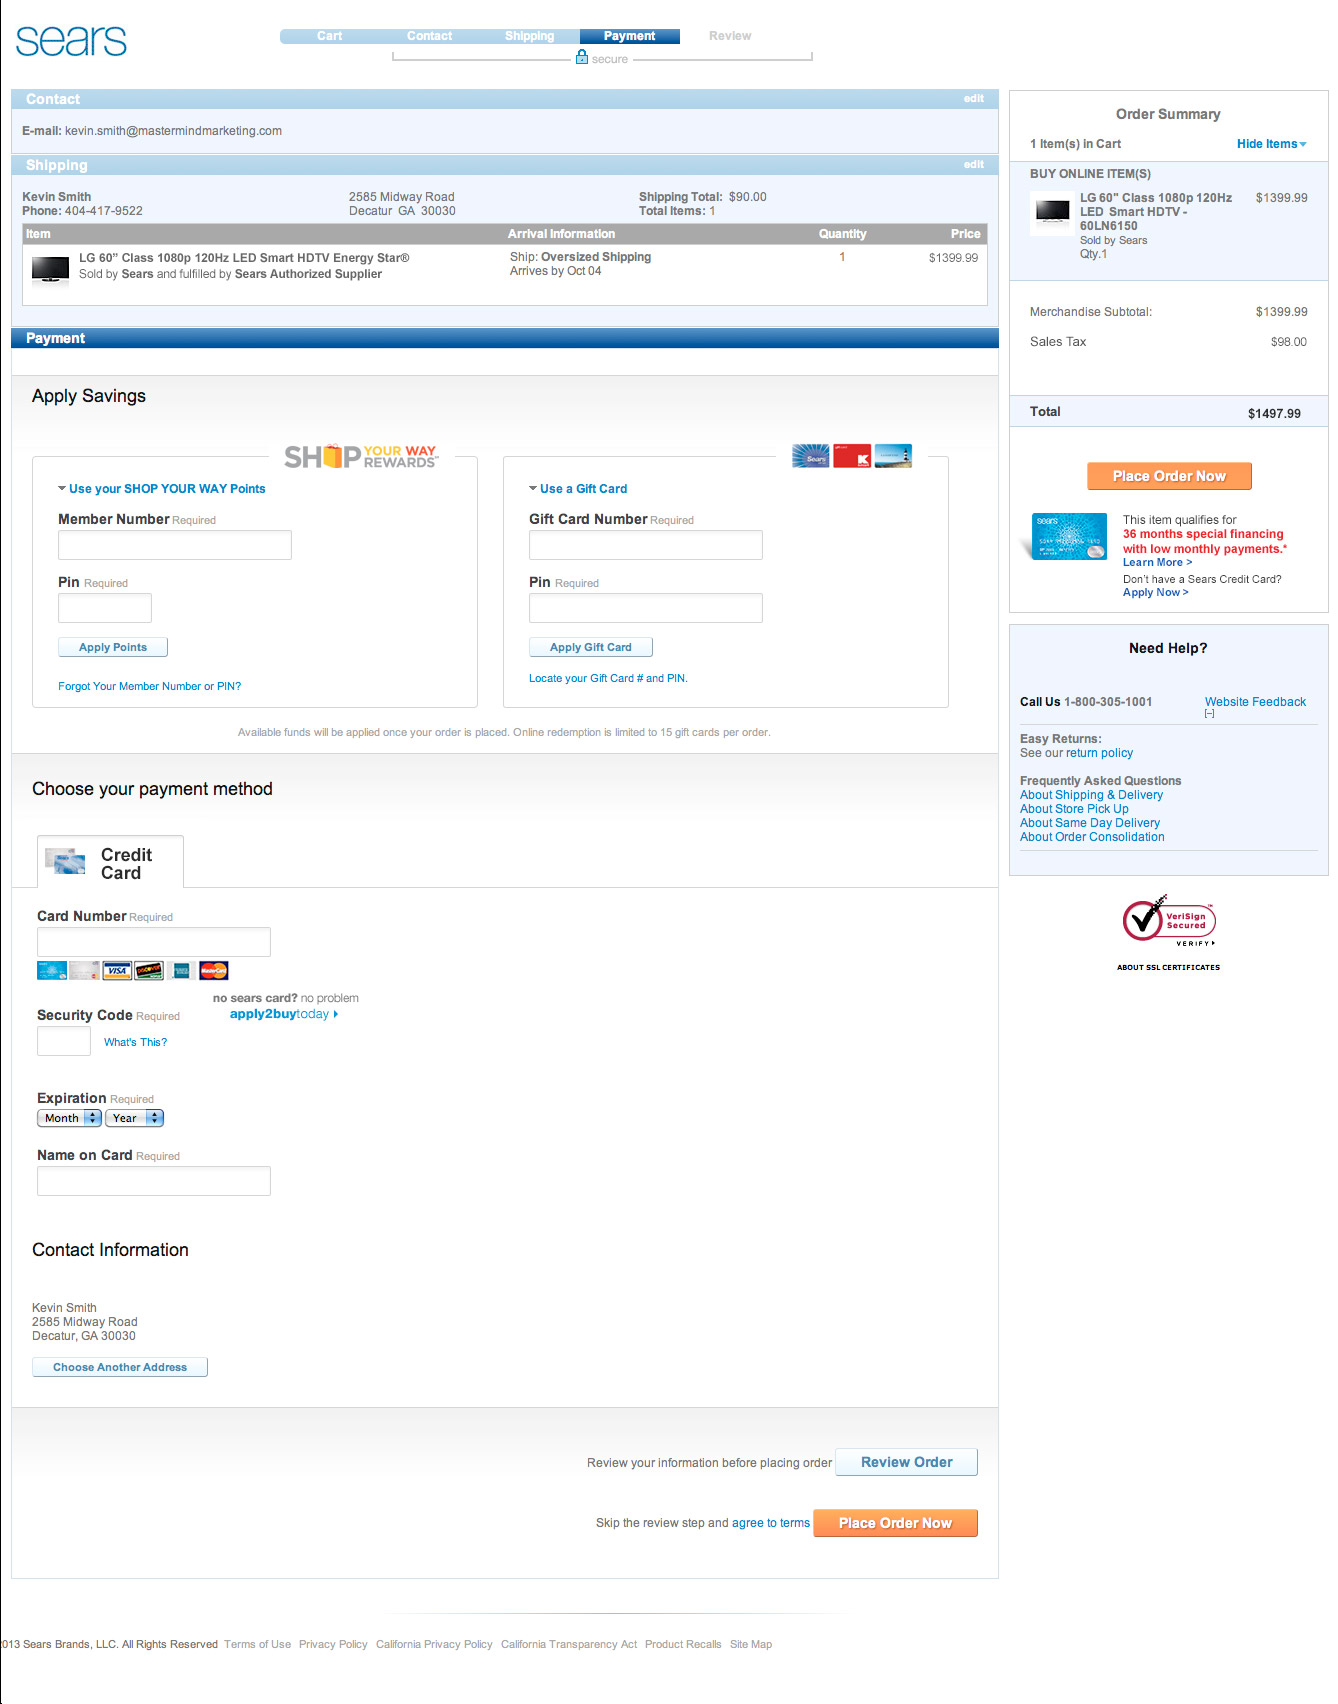 sears
Cart Contact Shipping Payment Review
secure
Contact edit
E-mail: kevin.smith@mastermindmarketing.com
Shipping edit
Kevin Smith 2585 Midway Road Shipping Total: $90.00
Phone: 404-417-9522 Decatur GA 30030 Total Items: 1
Item Arrival Information Quantity Price
LG 60” Class 1080p 120Hz LED Smart HDTV Energy Star® Ship: Oversized Shipping 1 $1399.99
Sold by Sears and fulfilled by Sears Authorized Supplier Arrives by Oct 04
Payment
Apply Savings
SHOP YOUR WAY REWARDS℠
Use your SHOP YOUR WAY Points
Member Number Required
Pin Required
Apply Points
Forgot Your Member Number or PIN?
Sears
K
Use a Gift Card
Gift Card Number Required
Pin Required
Apply Gift Card
Locate your Gift Card # and PIN.
Available funds will be applied once your order is placed. Online redemption is limited to 15 gift cards per order.
Choose your payment method
Credit
Card
Card Number Required
VISA DISCOVER MasterCard
no sears card? no problem
apply2buytoday
Security Code Required
What's This?
Expiration Required
Month Year
Name on Card Required
Contact Information
Kevin Smith
2585 Midway Road
Decatur, GA 30030
Choose Another Address
Review your information before placing order Review Order
Skip the review step and agree to terms Place Order Now
Order Summary
1 Item(s) in Cart Hide Items
BUY ONLINE ITEM(S)
LG 60" Class 1080p 120Hz $1399.99
LED Smart HDTV -
60LN6150
Sold by Sears
Qty.1
Merchandise Subtotal: $1399.99
Sales Tax $98.00
Total $1497.99
Place Order Now
sears
This item qualifies for
36 months special financing
with low monthly payments.*
Learn More >
Don't have a Sears Credit Card?
Apply Now >
Need Help?
Call Us 1-800-305-1001 Website Feedback
[–]
Easy Returns:
See our return policy
Frequently Asked Questions
About Shipping & Delivery
About Store Pick Up
About Same Day Delivery
About Order Consolidation
VeriSign™
Secured
VERIFY
ABOUT SSL CERTIFICATES
013 Sears Brands, LLC. All Rights Reserved Terms of Use Privacy Policy California Privacy Policy California Transparency Act Product Recalls Site Map